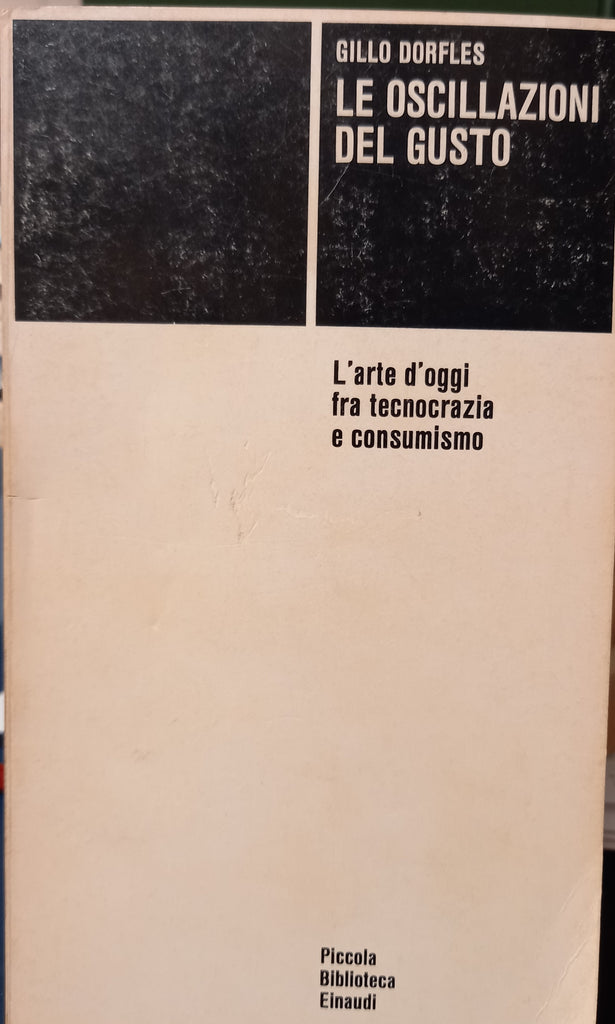 GILLO DORFLES
LE OSCILLAZIONI
DEL GUSTO
L'arte d'oggi
fra tecnocrazia
e consumismo
Piccola
Biblioteca
Einaudi